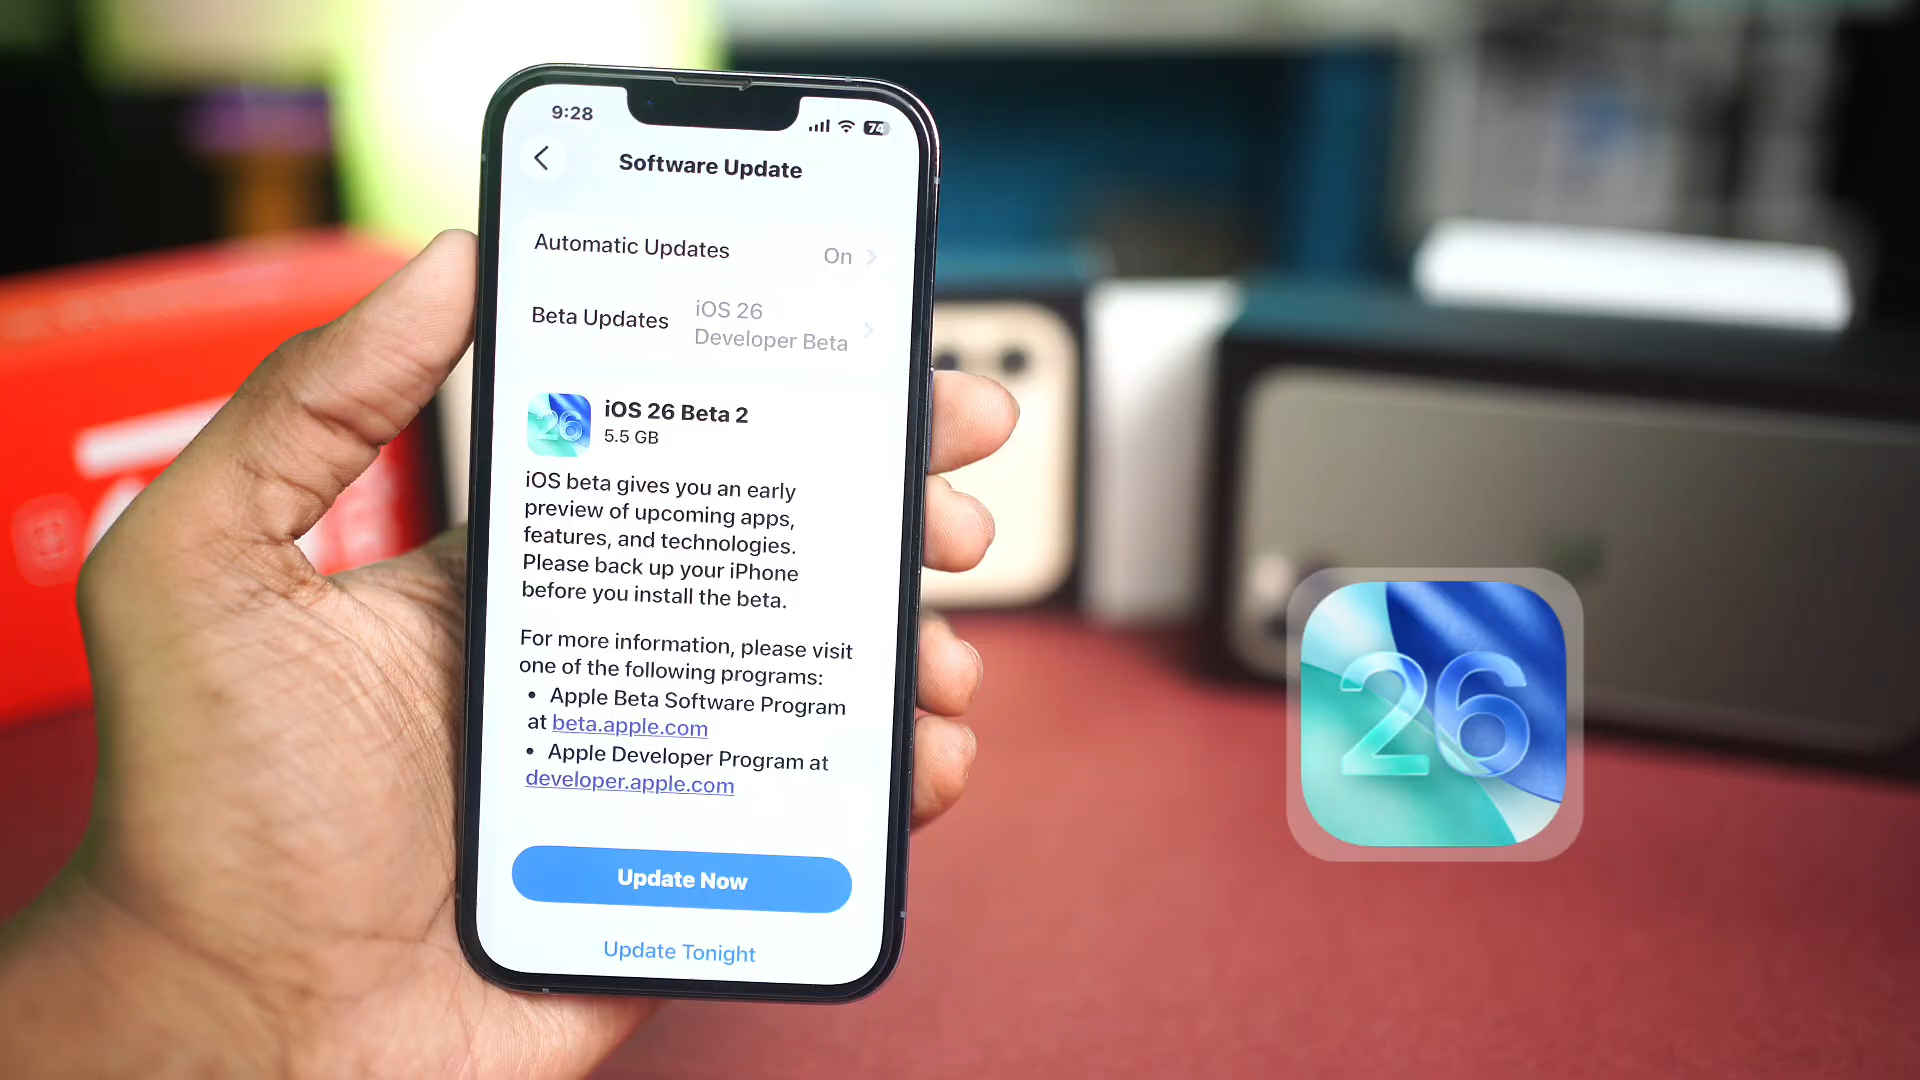 9:28
74
Software Update
Automatic Updates On
Beta Updates iOS 26
Developer Beta
26
iOS 26 Beta 2
5.5 GB
iOS beta gives you an early
preview of upcoming apps,
features, and technologies.
Please back up your iPhone
before you install the beta.
For more information, please visit
one of the following programs:
• Apple Beta Software Program
at beta.apple.com
• Apple Developer Program at
developer.apple.com
Update Now
Update Tonight
26